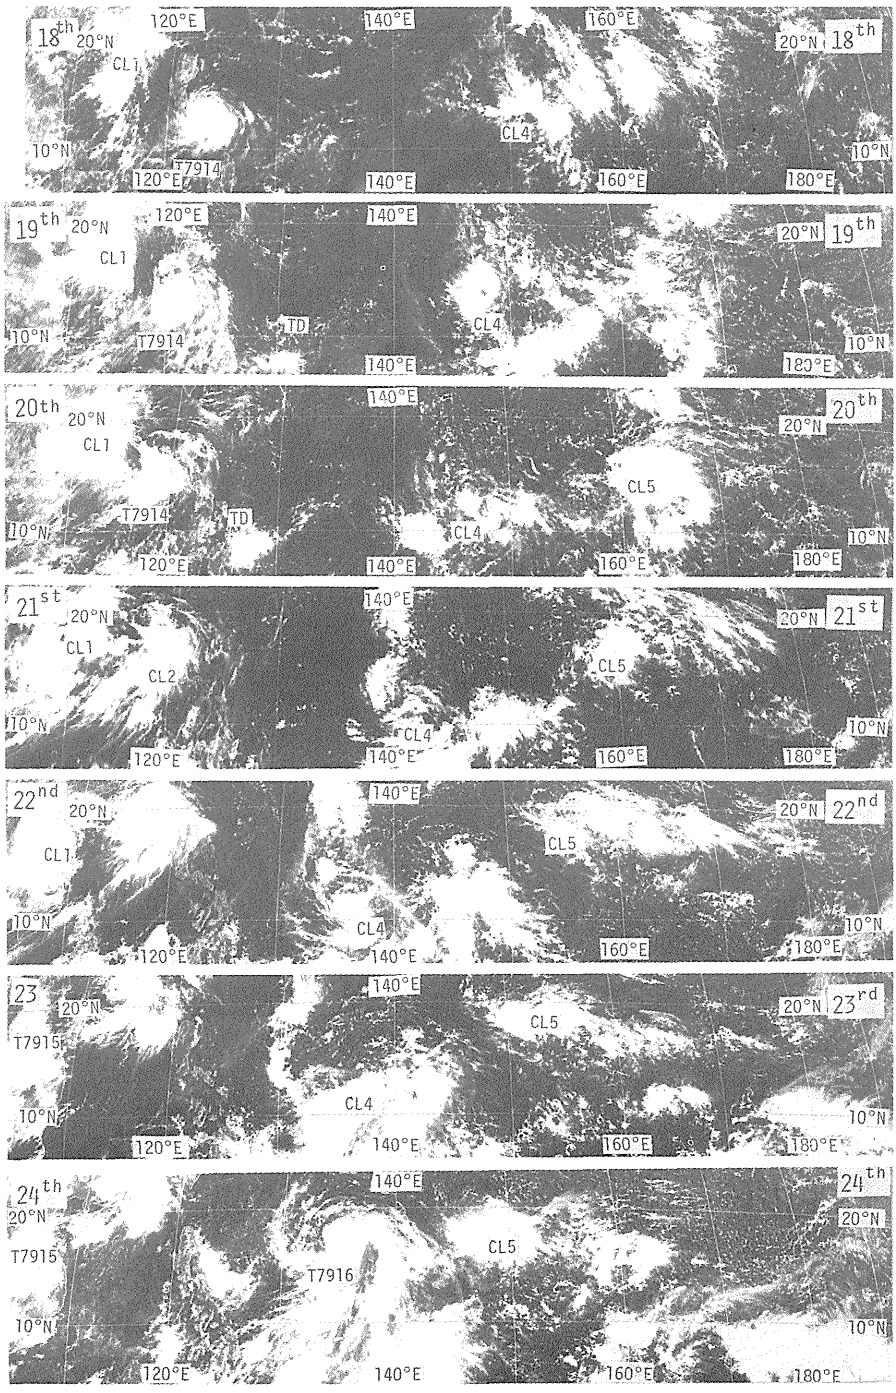 18th 20°N 120°E 140°E 160°E 20°N 18th
CL1
CL4
10°N T7914 10°N
120°E 140°E 160°E 180°E
19th 20°N 120°E 140°E 20°N 19th
CL1
10°N T7914 TD CL4 10°N
140°E 180°E
20th 20°N 140°E 20°N 20th
CL1 CL5
T7914 TD
10°N CL4 10°N
120°E 140°E 160°E 180°E
21st 20°N 140°E 20°N 21st
CL1 CL2 CL5
10°N CL4 10°N
120°E 140°E 160°E 180°E
22nd 20°N 140°E 20°N 22nd
CL1 CL5
10°N CL4 10°N
120°E 140°E 160°E 180°E
23 20°N 140°E 20°N 23rd
T7915 CL5
CL4
10°N 10°N
120°E 140°E 160°E 180°E
24th 140°E 24th
20°N 20°N
T7915 CL5
T7916
10°N 10°N
120°E 140°E 160°E 180°E